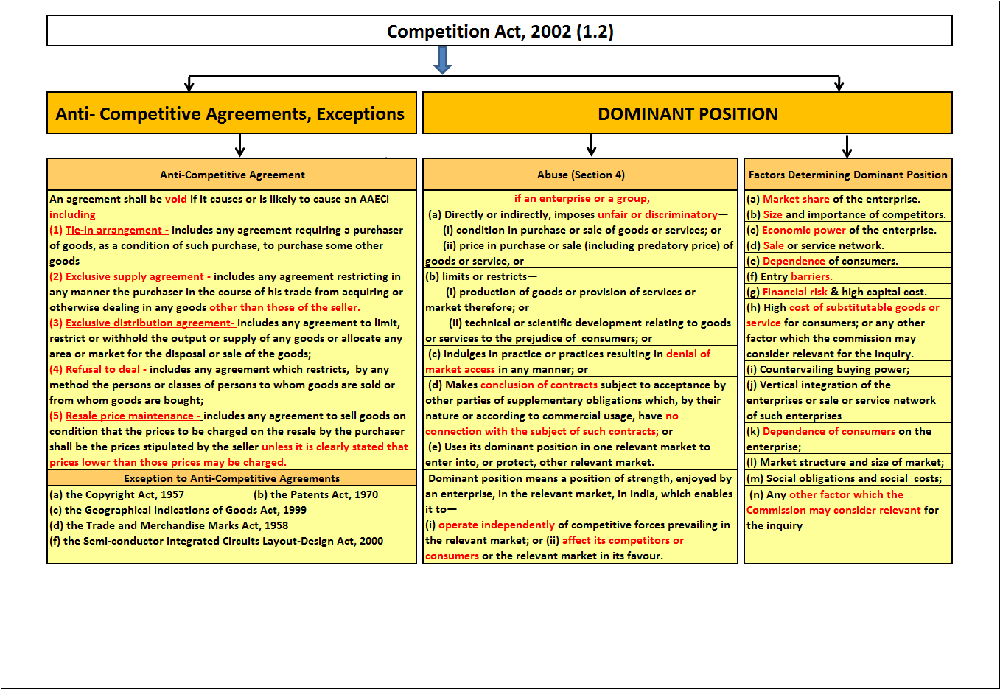 Competition Act, 2002 (1.2)
Anti- Competitive Agreements, Exceptions
DOMINANT POSITION
Anti-Competitive Agreement
An agreement shall be void if it causes or is likely to cause an AAECI
including
(1) Tie-in arrangement - includes any agreement requiring a purchaser
of goods, as a condition of such purchase, to purchase some other
goods
(2) Exclusive supply agreement - includes any agreement restricting in
any manner the purchaser in the course of his trade from acquiring or
otherwise dealing in any goods other than those of the seller.
(3) Exclusive distribution agreement- includes any agreement to limit,
restrict or withhold the output or supply of any goods or allocate any
area or market for the disposal or sale of the goods;
(4) Refusal to deal - includes any agreement which restricts, by any
method the persons or classes of persons to whom goods are sold or
from whom goods are bought;
(5) Resale price maintenance - includes any agreement to sell goods on
condition that the prices to be charged on the resale by the purchaser
shall be the prices stipulated by the seller unless it is clearly stated that
prices lower than those prices may be charged.
Exception to Anti-Competitive Agreements
(a) the Copyright Act, 1957 (b) the Patents Act, 1970
(c) the Geographical Indications of Goods Act, 1999
(d) the Trade and Merchandise Marks Act, 1958
(f) the Semi-conductor Integrated Circuits Layout-Design Act, 2000
Abuse (Section 4)
if an enterprise or a group,
(a) Directly or indirectly, imposes unfair or discriminatory—
(i) condition in purchase or sale of goods or services; or
(ii) price in purchase or sale (including predatory price) of
goods or service, or
(b) limits or restricts—
(I) production of goods or provision of services or
market therefore; or
(ii) technical or scientific development relating to goods
or services to the prejudice of consumers; or
(c) Indulges in practice or practices resulting in denial of
market access in any manner; or
(d) Makes conclusion of contracts subject to acceptance by
other parties of supplementary obligations which, by their
nature or according to commercial usage, have no
connection with the subject of such contracts; or
(e) Uses its dominant position in one relevant market to
enter into, or protect, other relevant market.
Dominant position means a position of strength, enjoyed by
an enterprise, in the relevant market, in India, which enables
it to—
(i) operate independently of competitive forces prevailing in
the relevant market; or (ii) affect its competitors or
consumers or the relevant market in its favour.
Factors Determining Dominant Position
(a) Market share of the enterprise.
(b) Size and importance of competitors.
(c) Economic power of the enterprise.
(d) Sale or service network.
(e) Dependence of consumers.
(f) Entry barriers.
(g) Financial risk & high capital cost.
(h) High cost of substitutable goods or
service for consumers; or any other
factor which the commission may
consider relevant for the inquiry.
(i) Countervailing buying power;
(j) Vertical integration of the
enterprises or sale or service network
of such enterprises
(k) Dependence of consumers on the
enterprise;
(l) Market structure and size of market;
(m) Social obligations and social costs;
(n) Any other factor which the
Commission may consider relevant for
the inquiry